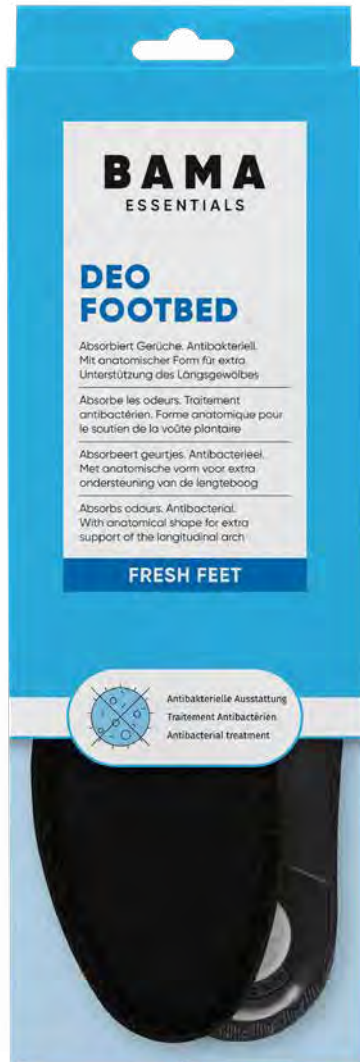 BAMA
ESSENTIALS
DEO
FOOTBED
Absorbiert Gerüche. Antibakteriell.
Mit anatomischer Form für extra
Unterstützung des Längsgewölbes
Absorbe les odeurs. Traitement
antibactérien. Forme anatomique pour
le soutien de la voûte plantaire
Absorbeert geurtjes. Antibacterieel.
Met anatomische vorm voor extra
ondersteuning van de lengteboog
Absorbs odours. Antibacterial.
With anatomical shape for extra
support of the longitudinal arch
FRESH FEET
Antibakterielle Ausstattung
Traitement Antibactérien
Antibacterial treatment